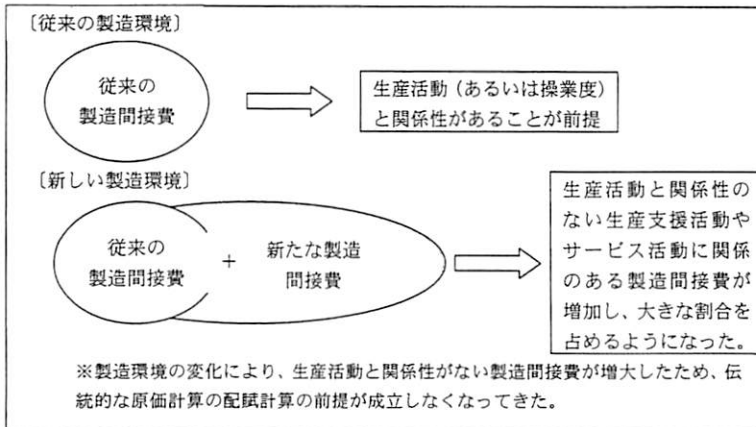 〔従来の製造環境〕
従来の
製造間接費
生産活動（あるいは操業度）
と関係性があることが前提
〔新しい製造環境〕
従来の
製造間接費
+
新たな製造
間接費
生産活動と関係性の
ない生産支援活動や
サービス活動に関係
のある製造間接費が
増加し、大きな割合を
占めるようになった。
※製造環境の変化により、生産活動と関係性がない製造間接費が増大したため、伝
統的な原価計算の配賦計算の前提が成立しなくなってきた。